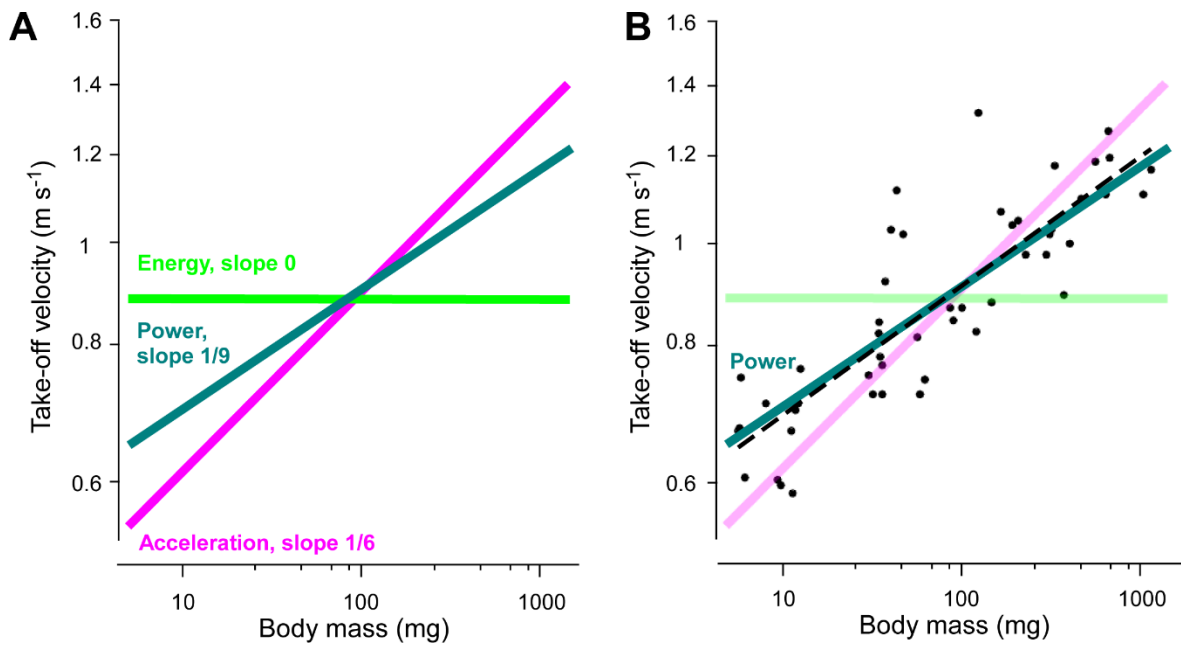 A
Take-off velocity (m s⁻¹)
1.6
1.4
1.2
1
0.8
0.6
Energy, slope 0
Power,
slope 1/9
Acceleration, slope 1/6
10
100
1000
Body mass (mg)
B
Take-off velocity (m s⁻¹)
1.6
1.4
1.2
1
0.8
0.6
Power
10
100
1000
Body mass (mg)